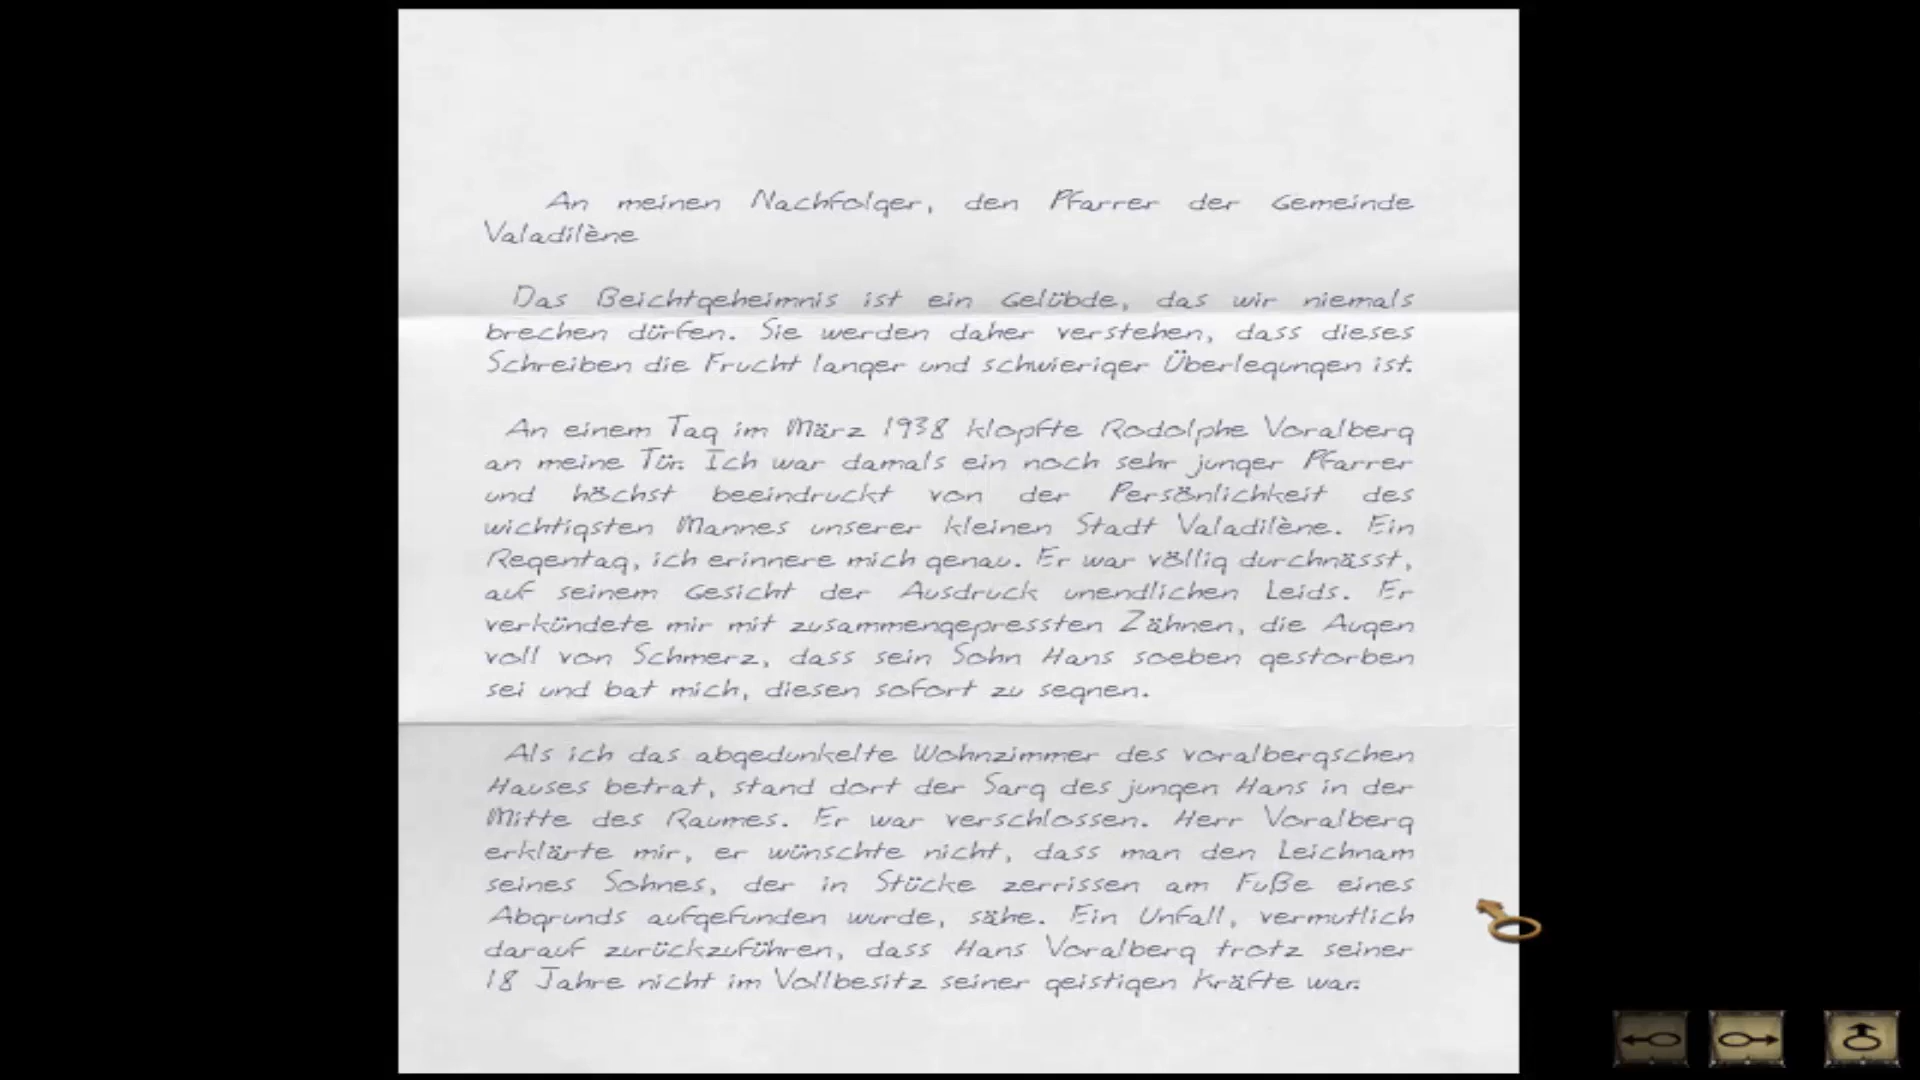 An meinen Nachfolger, den Pfarrer der Gemeinde
Valadilène
Das Beichtgeheimnis ist ein Gelübde, das wir niemals
brechen dürfen. Sie werden daher verstehen, dass dieses
Schreiben die Frucht langer und schwieriger Überlegungen ist.
An einem Tag im März 1938 klopfte Rodolphe Voralberg
an meine Tür. Ich war damals ein noch sehr junger Pfarrer
und höchst beeindruckt von der Persönlichkeit des
wichtigsten Mannes unserer kleinen Stadt Valadilène. Ein
Regentag, ich erinnere mich genau. Er war völlig durchnässt,
auf seinem Gesicht der Ausdruck unendlichen Leids. Er
verkündete mir mit zusammengepressten Zähnen, die Augen
voll von Schmerz, dass sein Sohn Hans soeben gestorben
sei und bat mich, diesen sofort zu segnen.
Als ich das abgedunkelte Wohnzimmer des voralbergschen
Hauses betrat, stand dort der Sarg des jungen Hans in der
Mitte des Raumes. Er war verschlossen. Herr Voralberg
erklärte mir, er wünschte nicht, dass man den Leichnam
seines Sohnes, der in Stücke zerrissen am Fuße eines
Abgrunds aufgefunden wurde, sähe. Ein Unfall, vermutlich
darauf zurückzuführen, dass Hans Voralberg trotz seiner
18 Jahre nicht im Vollbesitz seiner geistigen Kräfte war.